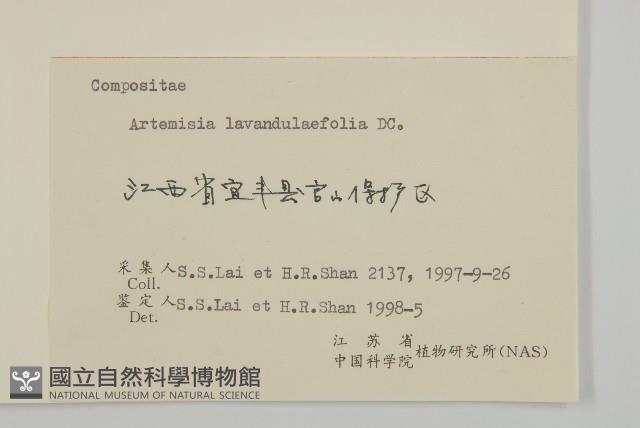 Compositae
Artemisia lavandulaefolia DC.
江西省宜丰县官山保护区
采集人 S.S.Lai et H.R.Shan 2137, 1997-9-26
Coll.
鉴定人 S.S.Lai et H.R.Shan 1998-5
Det.
江苏省
中国科学院 植物研究所(NAS)
國立自然科學博物館
NATIONAL MUSEUM OF NATURAL SCIENCE